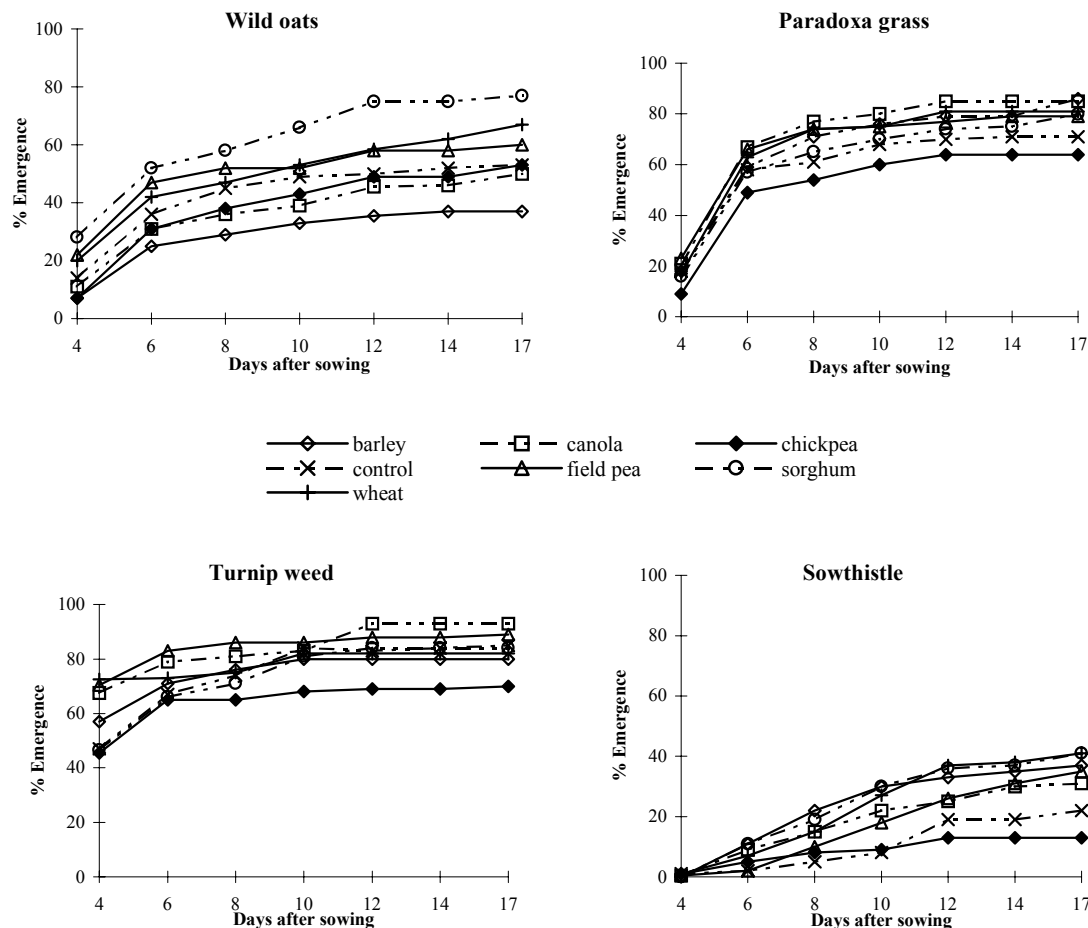 Wild oats
100
80
60
40
20
0
% Emergence
4 6 8 10 12 14 17
Days after sowing
Paradoxa grass
100
80
60
40
20
0
% Emergence
4 6 8 10 12 14 17
Days after sowing
barley canola chickpea
control field pea sorghum
wheat
Turnip weed
100
80
60
40
20
0
% Emergence
4 6 8 10 12 14 17
Days after sowing
Sowthistle
100
80
60
40
20
0
% Emergence
4 6 8 10 12 14 17
Days after sowing